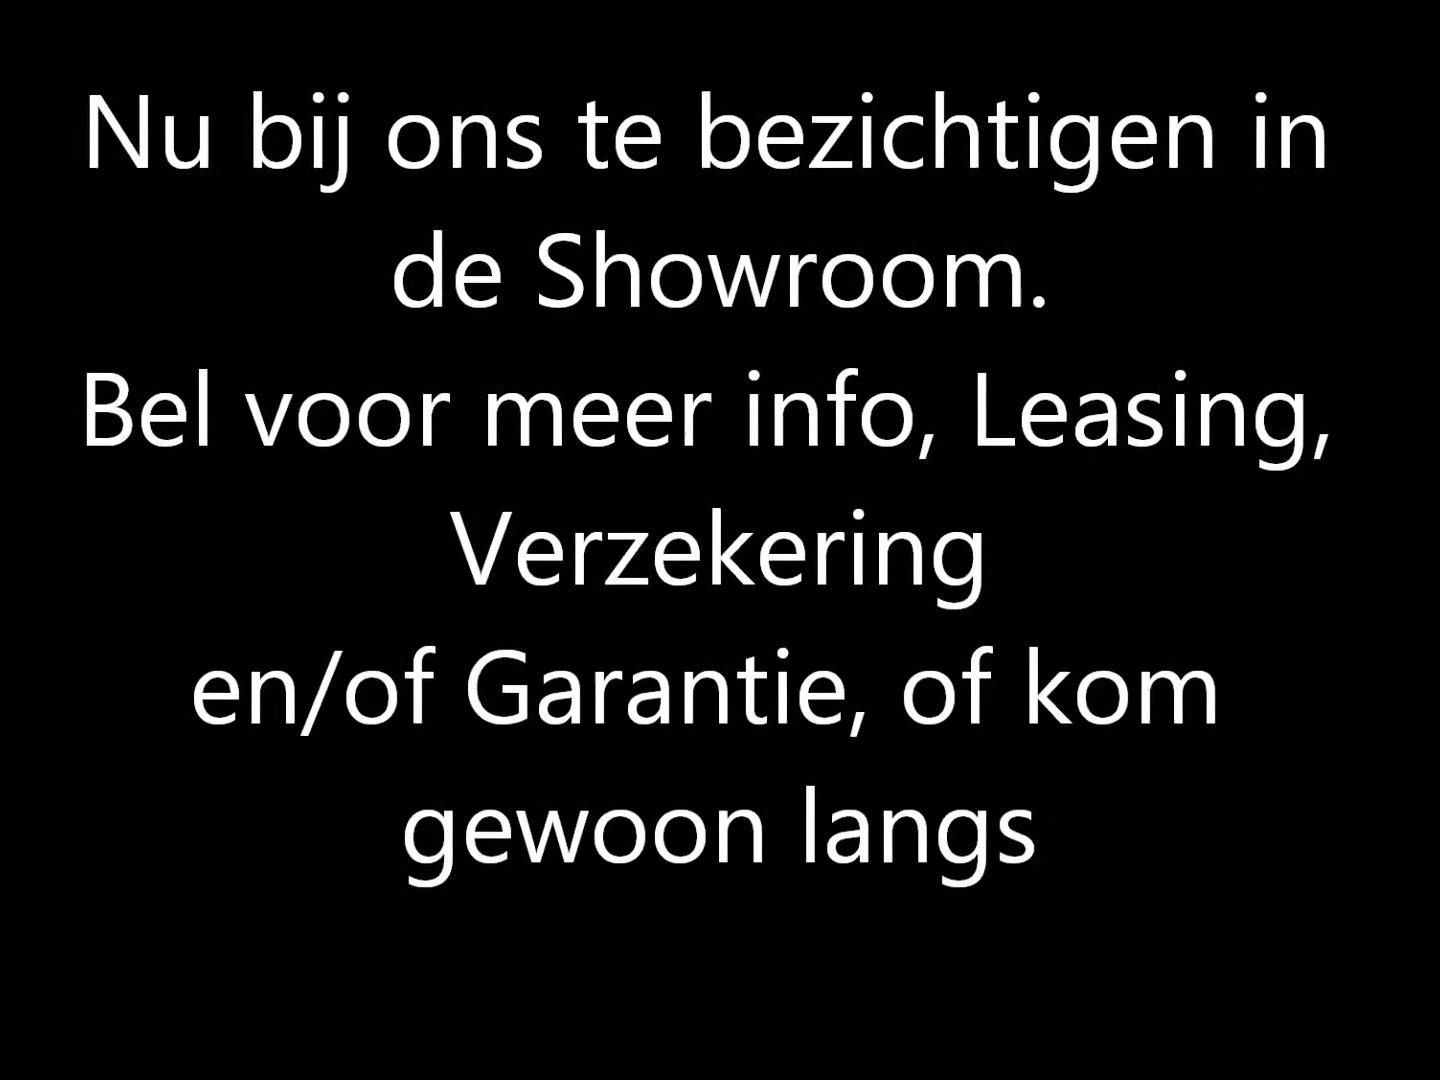 Nu bij ons te bezichtigen in
de Showroom.
Bel voor meer info, Leasing,
Verzekering
en/of Garantie, of kom
gewoon langs